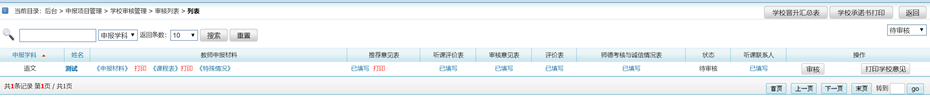 当前目录：后台 > 申报项目管理 > 学校审核管理 > 审核列表 > 列表 学校晋升汇总表 学校承诺书打印 返回
申报学科 返回条数： 10 搜索 重置 待审核
申报学科 姓名 教师申报材料 推荐意见表 听课评价表 审核意见表 评价表 师德考核与诚信情况表 状态 听课联系人 操作
语文 测试 《申报材料》 打印 《课程表》打印 《特殊情况》 已填写 打印 已填写 已填写 已填写 已填写 待审核 已填写 审核 打印学校意见
共1条记录 第1页 / 共1页 首页 上一页 下一页 末页 转到 go